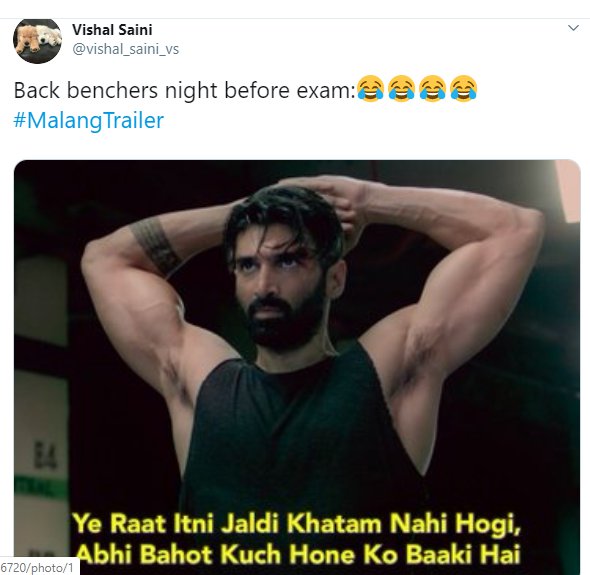 Vishal Saini
@vishal_saini_vs
Back benchers night before exam:😂😂😂😂
#MalangTrailer
E4
Ye Raat Itni Jaldi Khatam Nahi Hogi,
Abhi Bahot Kuch Hone Ko Baaki Hai
6720/photo/1